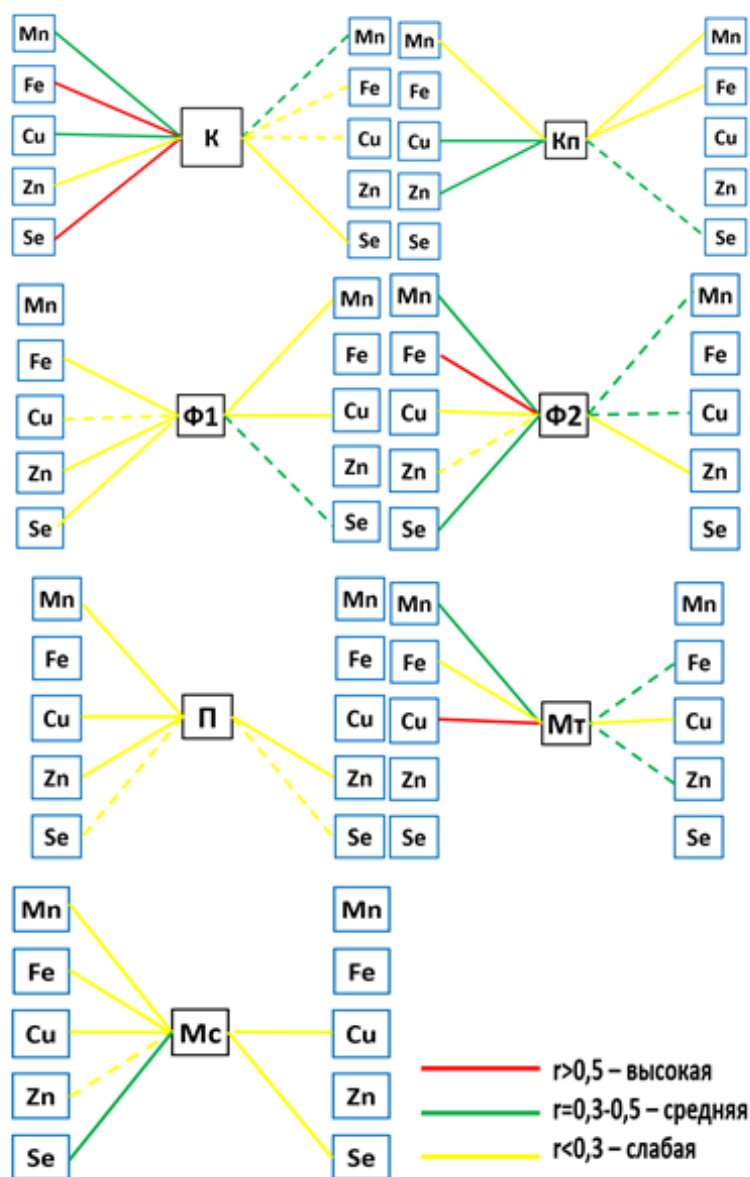 Mn
Fe
Cu
Zn
Se
К
Mn
Fe
Cu
Zn
Se
Mn
Fe
Cu
Zn
Se
Кп
Mn
Fe
Cu
Zn
Se
Mn
Fe
Cu
Zn
Se
Ф1
Mn
Fe
Cu
Zn
Se
Mn
Fe
Cu
Zn
Se
Ф2
Mn
Fe
Cu
Zn
Se
Mn
Fe
Cu
Zn
Se
П
Mn
Fe
Cu
Zn
Se
Mn
Fe
Cu
Zn
Se
Мт
Mn
Fe
Cu
Zn
Se
Mn
Fe
Cu
Zn
Se
Мс
Mn
Fe
Cu
Zn
Se
r>0,5 – высокая
r=0,3-0,5 – средняя
r<0,3 – слабая